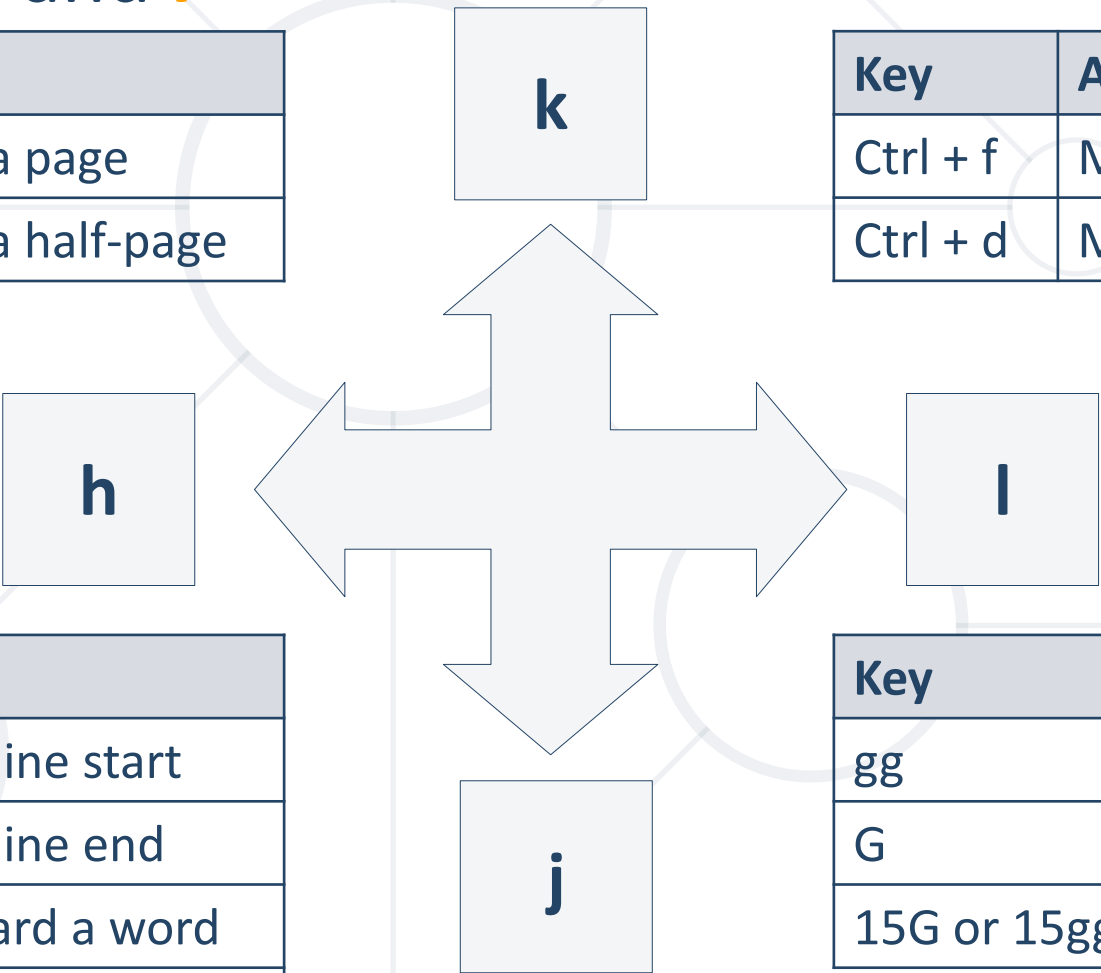 k
a page
a half-page
Key
Ctrl + f
Ctrl + d
h
l
ine start
ine end
ard a word
j
Key
gg
G
15G or 15gg